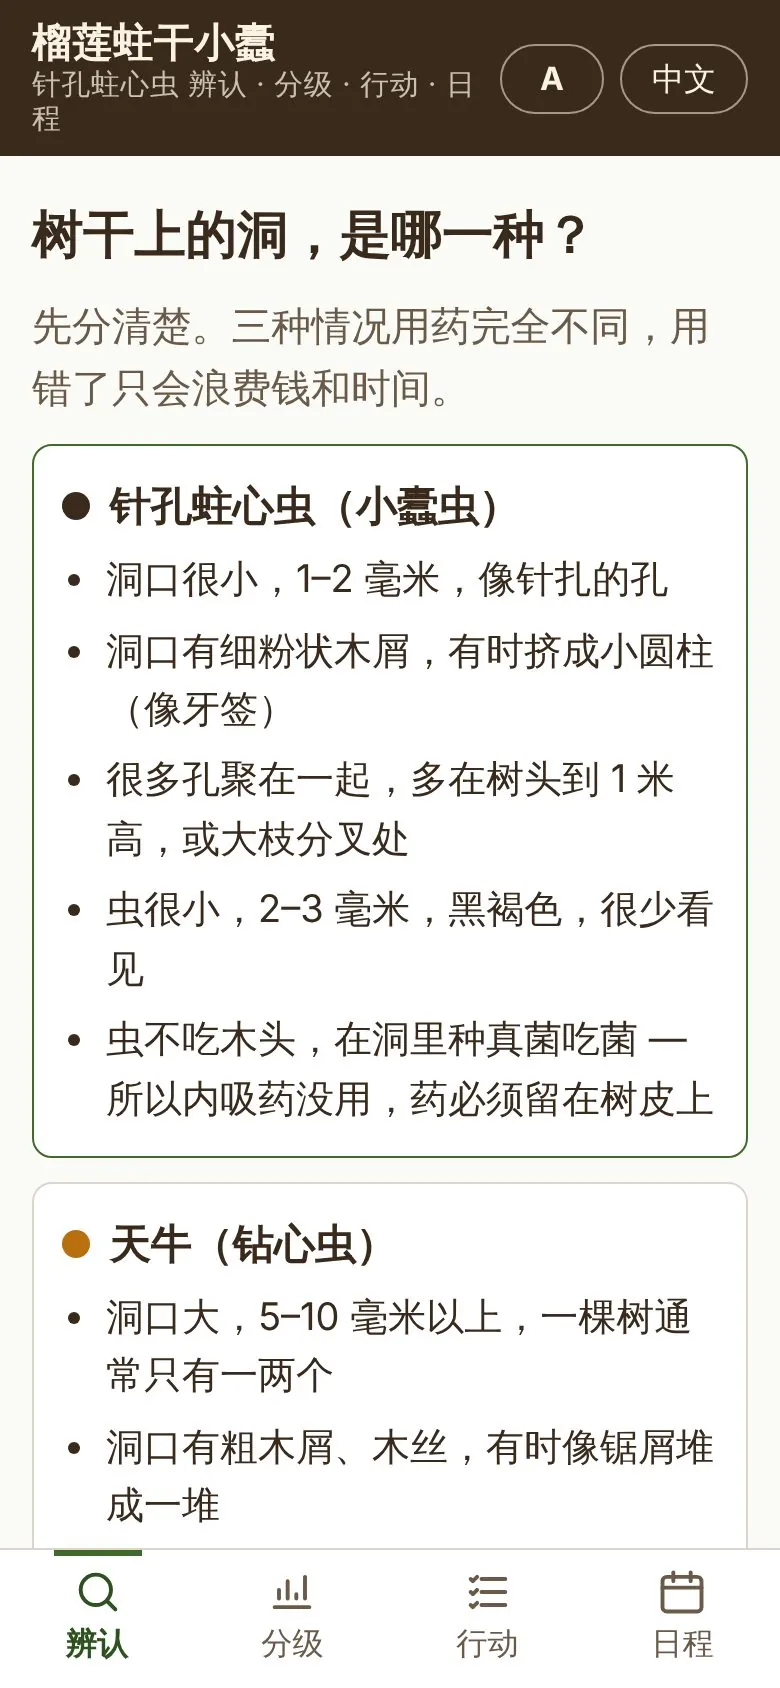 榴莲蛀干小蠹
针孔蛀心虫 辨认 · 分级 · 行动 · 日
程
A
中文
树干上的洞，是哪一种？
先分清楚。三种情况用药完全不同，用
错了只会浪费钱和时间。
针孔蛀心虫（小蠹虫）
洞口很小，1–2 毫米，像针扎的孔
洞口有细粉状木屑，有时挤成小圆柱
（像牙签）
很多孔聚在一起，多在树头到 1 米
高，或大枝分叉处
虫很小，2–3 毫米，黑褐色，很少看
见
虫不吃木头，在洞里种真菌吃菌 —
所以内吸药没用，药必须留在树皮上
天牛（钻心虫）
洞口大，5–10 毫米以上，一棵树通
常只有一两个
洞口有粗木屑、木丝，有时像锯屑堆
成一堆
辨认
分级
行动
日程